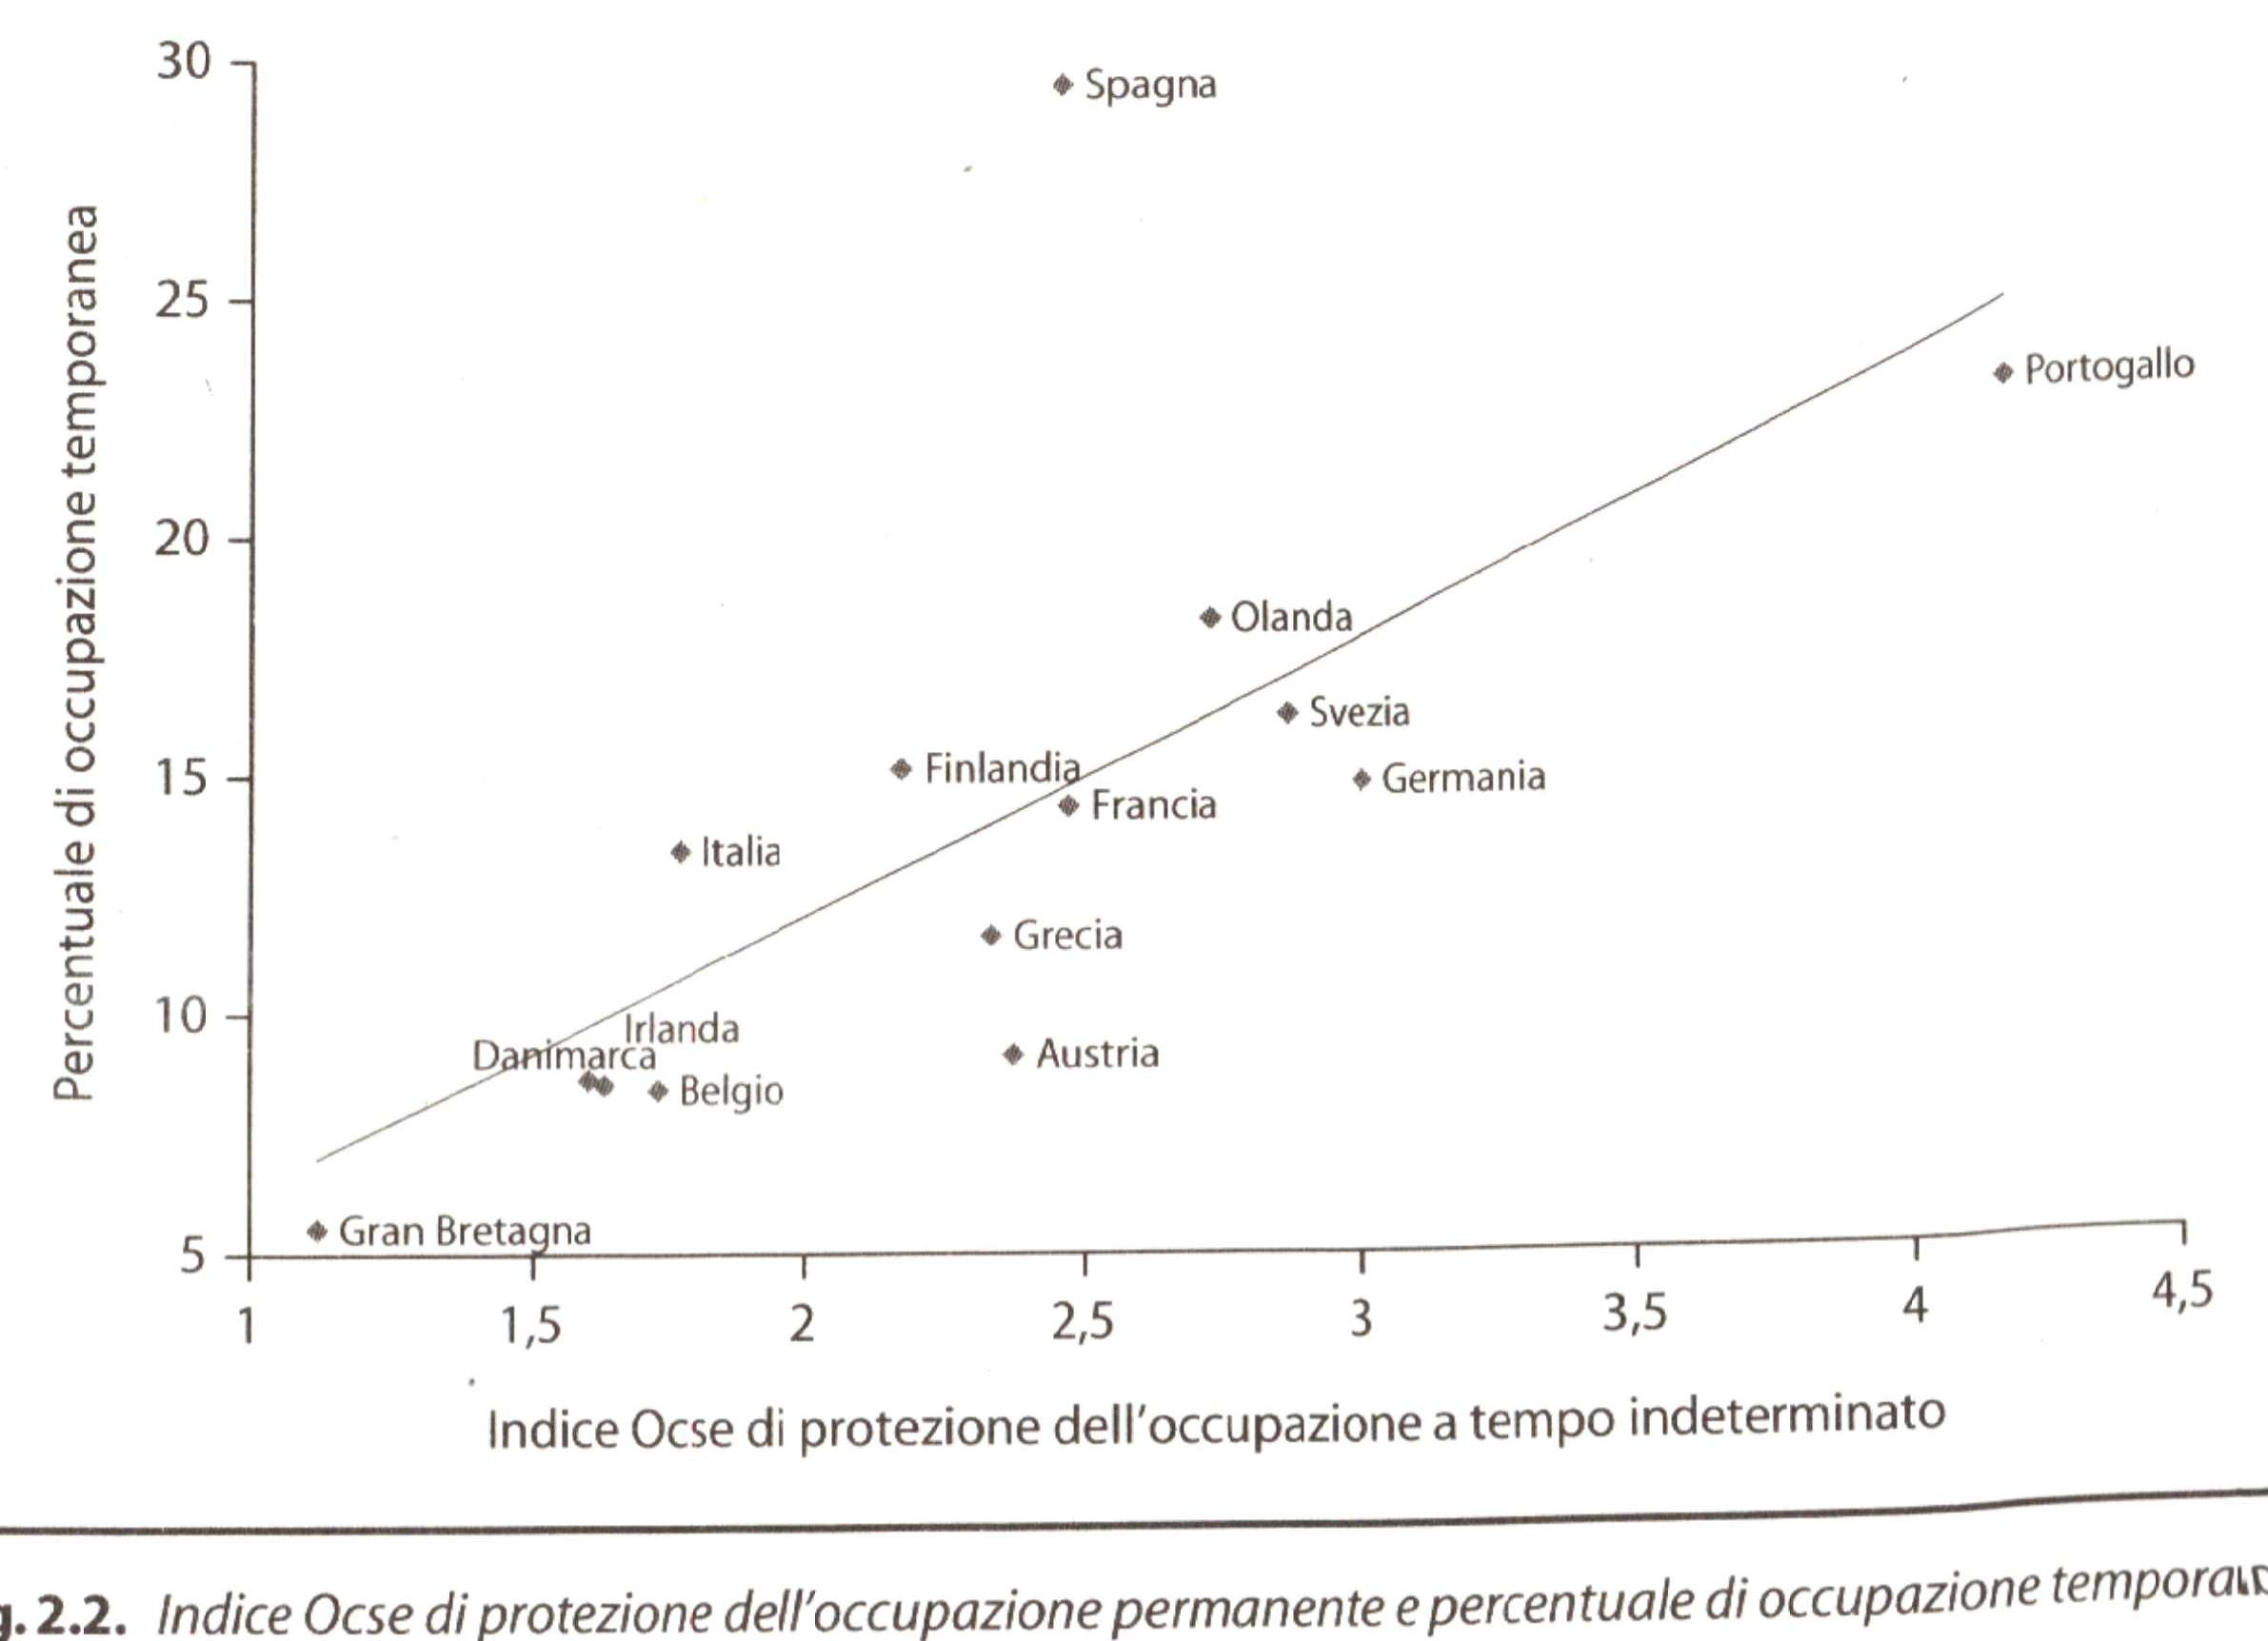 Percentuale di occupazione temporanea
30
25
20
15
10
5
Spagna
Portogallo
Olanda
Svezia
Finlandia
Germania
Francia
Italia
Grecia
Irlanda
Danimarca
Austria
Belgio
Gran Bretagna
1 1,5 2 2,5 3 3,5 4 4,5
Indice Ocse di protezione dell'occupazione a tempo indeterminato
2.2. Indice Ocse di protezione dell'occupazione permanente e percentuale di occupazione